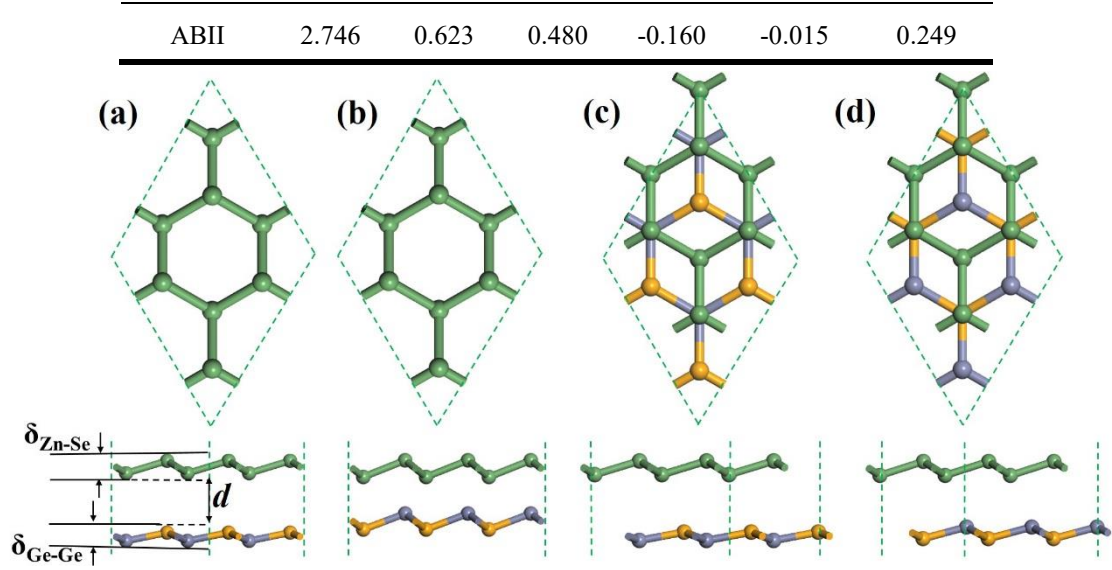 ABII 2.746 0.623 0.480 -0.160 -0.015 0.249
(a) (b) (c) (d)
δZn-Se
d
δGe-Ge